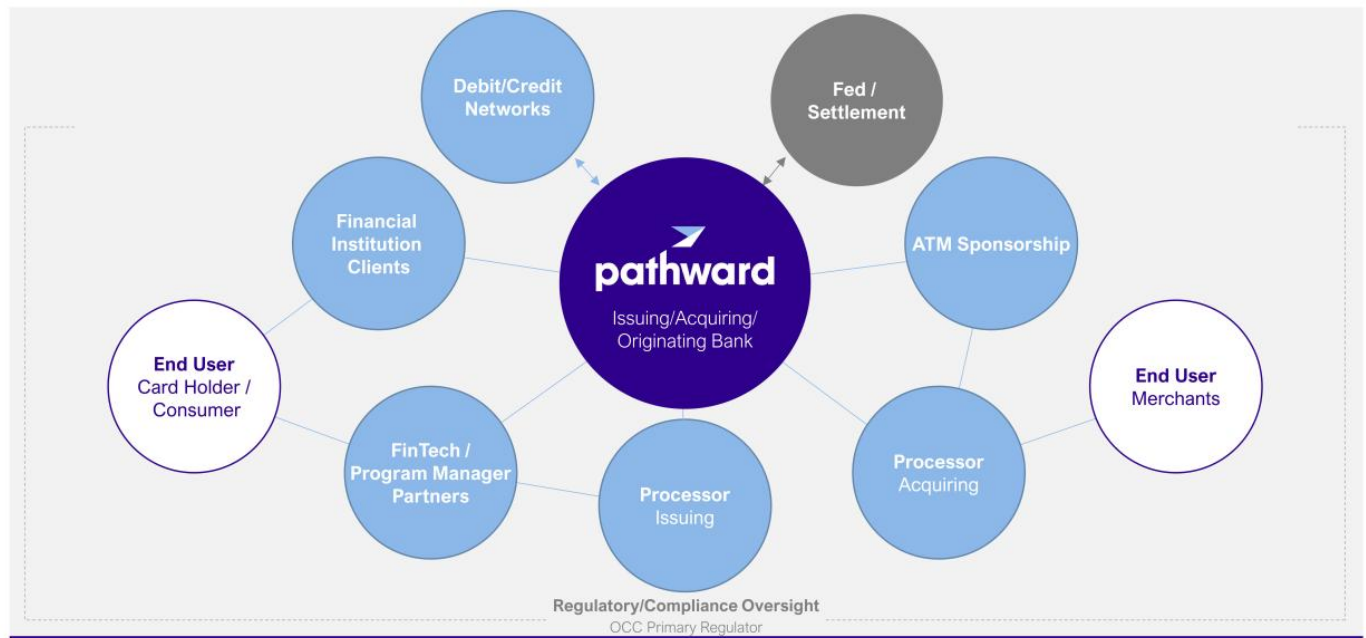 Debit/Credit
Networks
Fed /
Settlement
Financial
Institution
Clients
pathward
Issuing/Acquiring/
Originating Bank
ATM Sponsorship
End User
Card Holder /
Consumer
End User
Merchants
FinTech /
Program Manager
Partners
Processor
Issuing
Processor
Acquiring
Regulatory/Compliance Oversight
OCC Primary Regulator